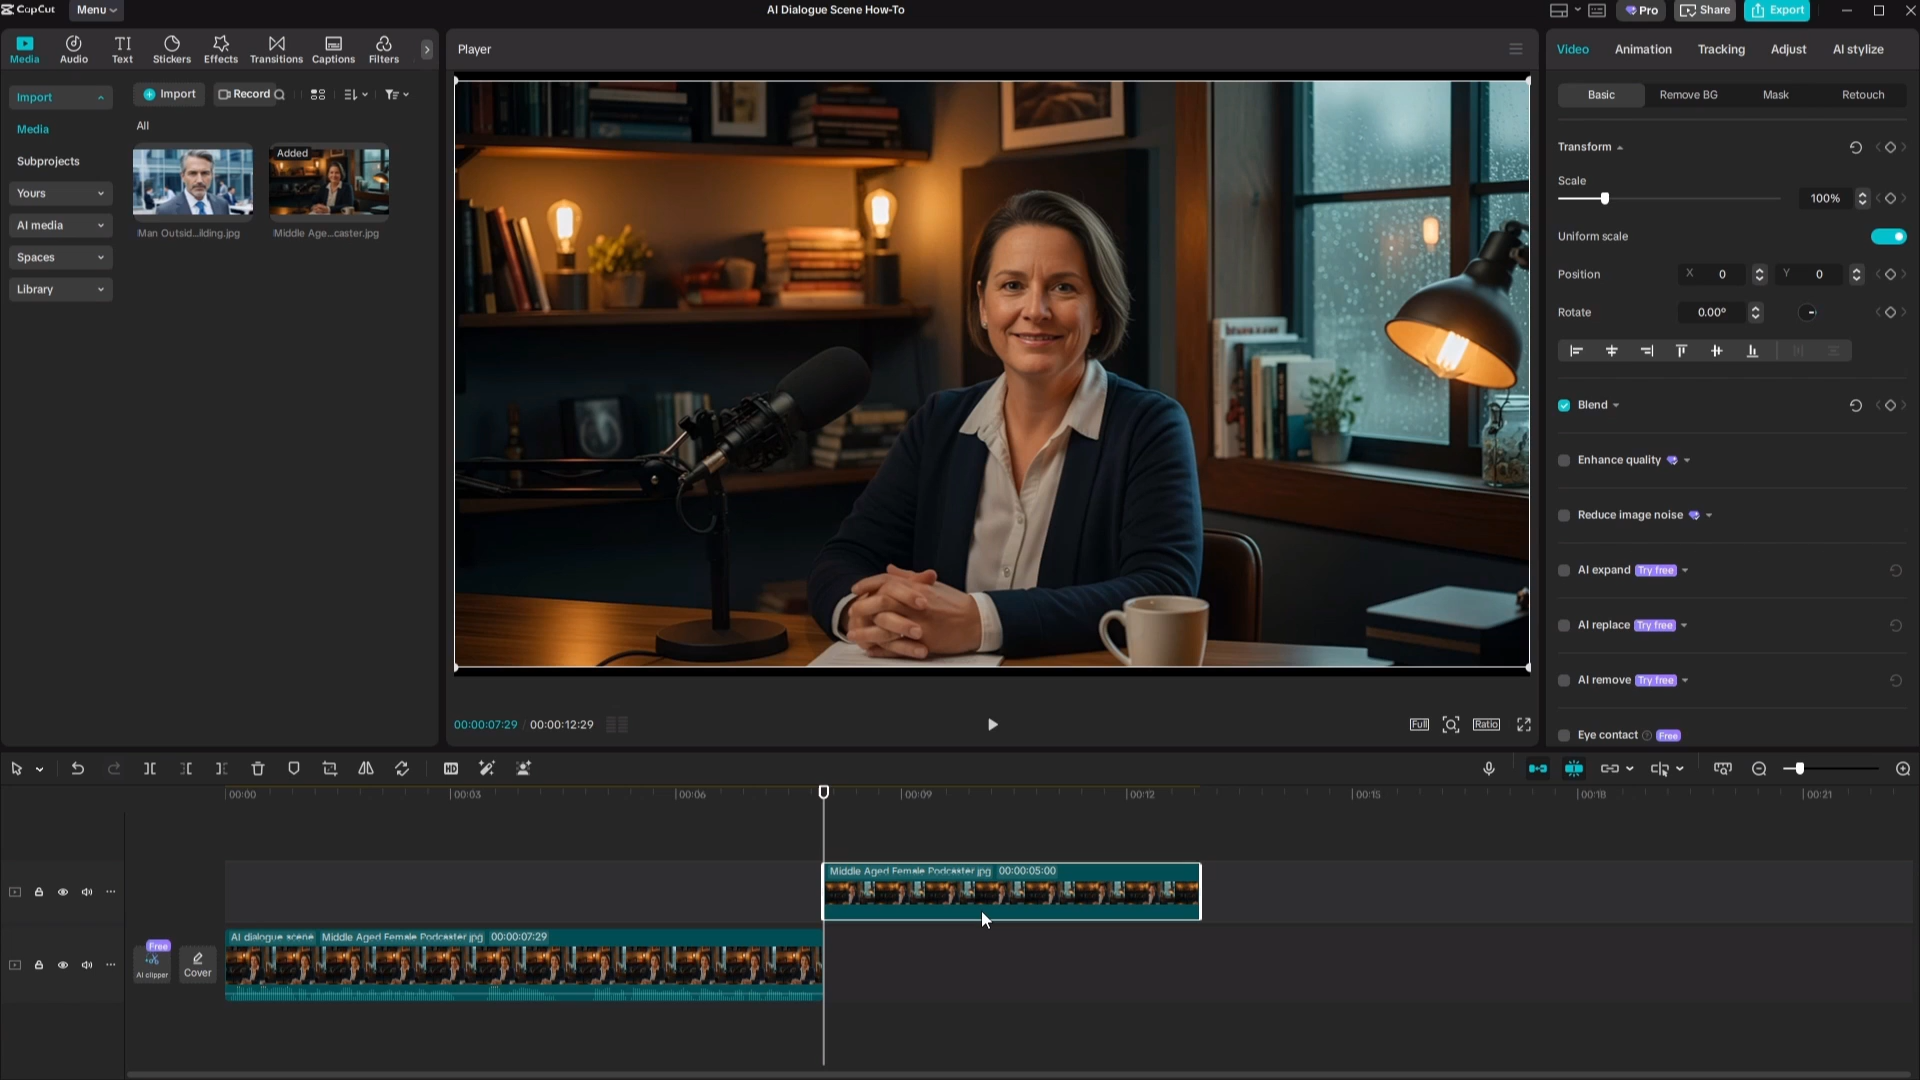 CapCut
Menu
AI Dialogue Scene How-To
Pro
Share
Export
Media
Audio
Text
Stickers
Effects
Transitions
Captions
Filters
Player
Video
Animation
Tracking
Adjust
AI stylize
Import
Media
Subprojects
Yours
AI media
Spaces
Library
Import
Record
All
Added
Man Outsid...ilding.jpg
Middle Age...caster.jpg
Basic
Remove BG
Mask
Retouch
Transform
Scale
100%
Uniform scale
Position
X 0
Y 0
Rotate
0.00°
Blend
Enhance quality
Reduce image noise
AI expand Try free
AI replace Try free
AI remove Try free
Eye contact Free
00:00:07:29 / 00:00:12:29
Full
Ratio
HD
00:00
00:03
00:06
00:09
00:12
00:15
00:18
00:21
Middle Aged Female Podcaster.jpg 00:00:05:00
Free
AI clipper
Cover
AI dialogue scene Middle Aged Female Podcaster.jpg 00:00:07:29